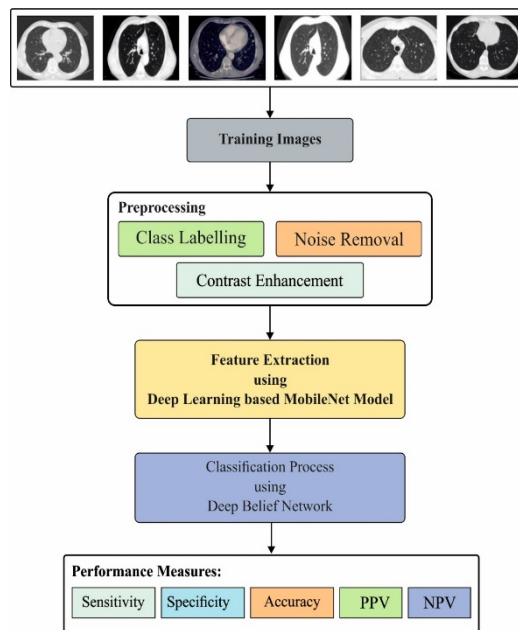 Training Images
Preprocessing
Class Labelling
Noise Removal
Contrast Enhancement
Feature Extraction
using
Deep Learning based MobileNet Model
Classification Process
using
Deep Belief Network
Performance Measures:
Sensitivity
Specificity
Accuracy
PPV
NPV